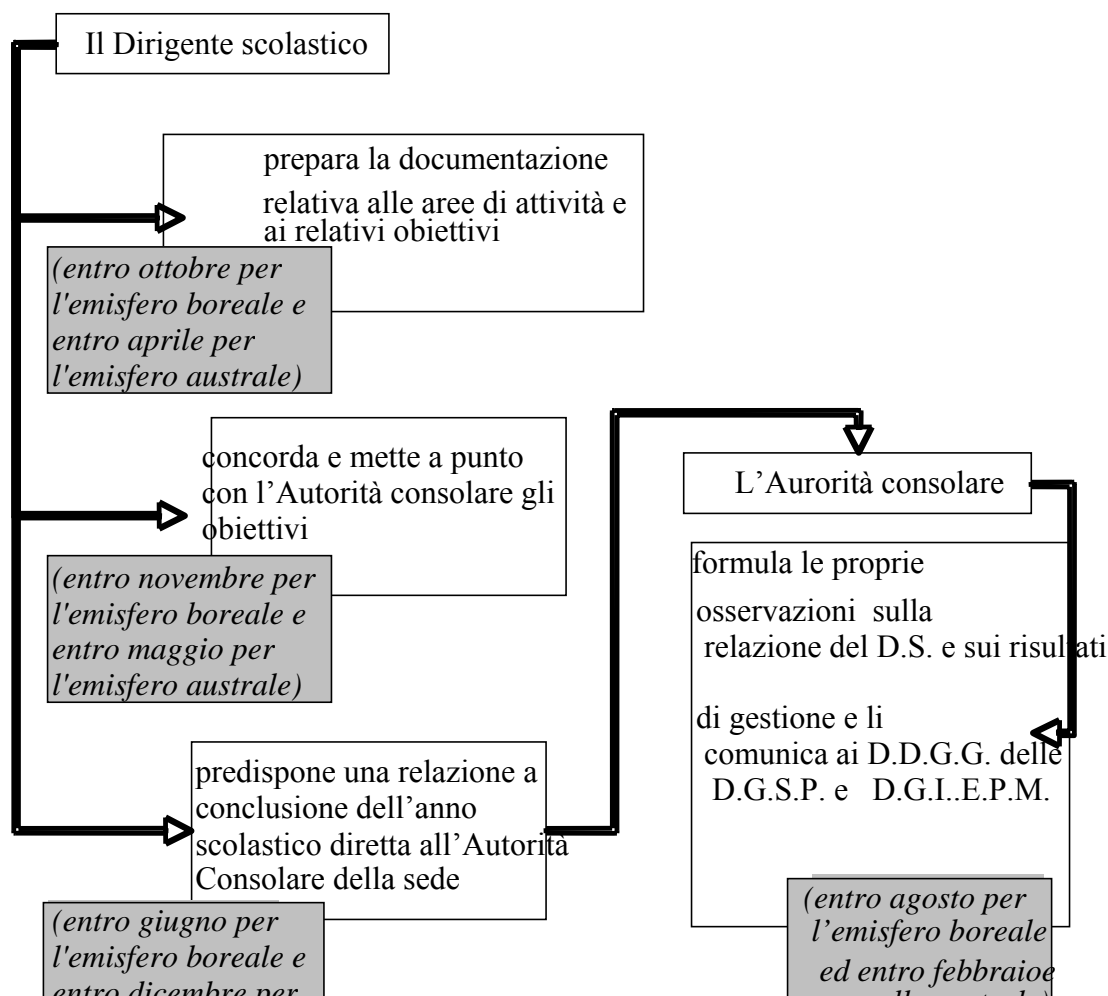 Il Dirigente scolastico
prepara la documentazione
relativa alle aree di attività e
ai relativi obiettivi
(entro ottobre per
l'emisfero boreale e
entro aprile per
l'emisfero australe)
concorda e mette a punto
con l'Autorità consolare gli
obiettivi
(entro novembre per
l'emisfero boreale e
entro maggio per
l'emisfero australe)
predispone una relazione a
conclusione dell'anno
scolastico diretta all'Autorità
Consolare della sede
(entro giugno per
l'emisfero boreale e
entro dicembre per
L'Aurorità consolare
formula le proprie
osservazioni sulla
relazione del D.S. e sui risultati
di gestione e li
comunica ai D.D.G.G. delle
D.G.S.P. e D.G.I..E.P.M.
(entro agosto per
l'emisfero boreale
ed entro febbraioe